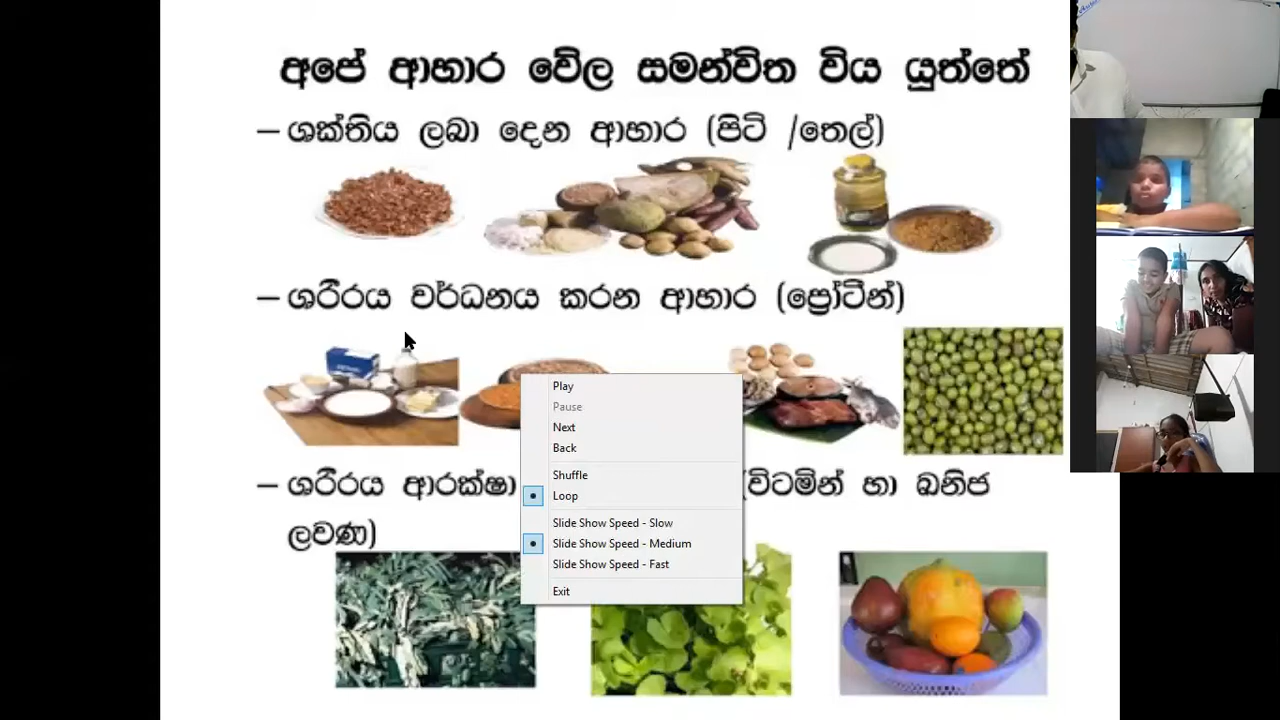 අපේ ආහාර වේල සමන්විත විය යුත්තේ
– ශක්තිය ලබා දෙන ආහාර (පිටි /තෙල්)
– ශරීරය වර්ධනය කරන ආහාර (ප්‍රෝටීන්)
Play
Pause
Next
Back
Shuffle
Loop
Slide Show Speed - Slow
Slide Show Speed - Medium
Slide Show Speed - Fast
Exit
– ශරීරය ආරක්ෂා (විටමින් හා ඛනිජ
ලවණ)